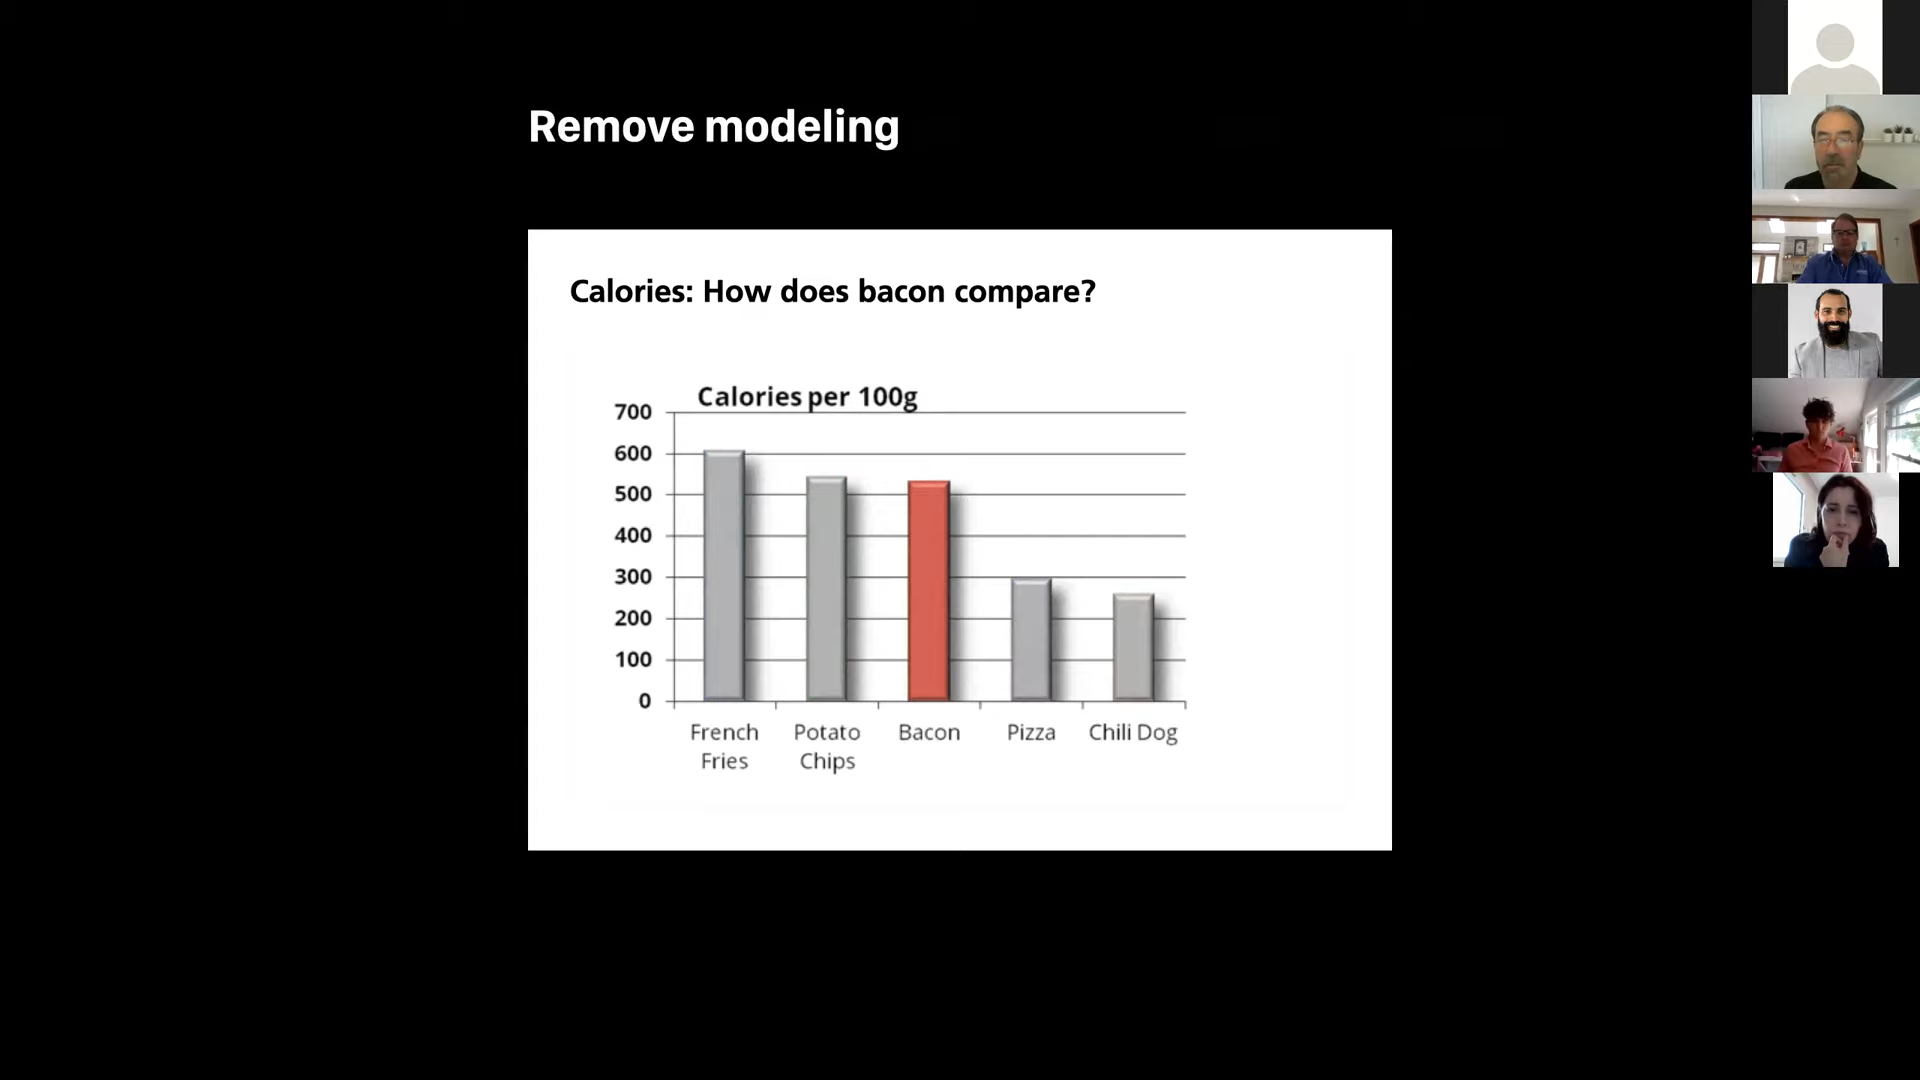 Remove modeling
Calories: How does bacon compare?
Calories per 100g
700
600
500
400
300
200
100
0
French Fries
Potato Chips
Bacon
Pizza
Chili Dog